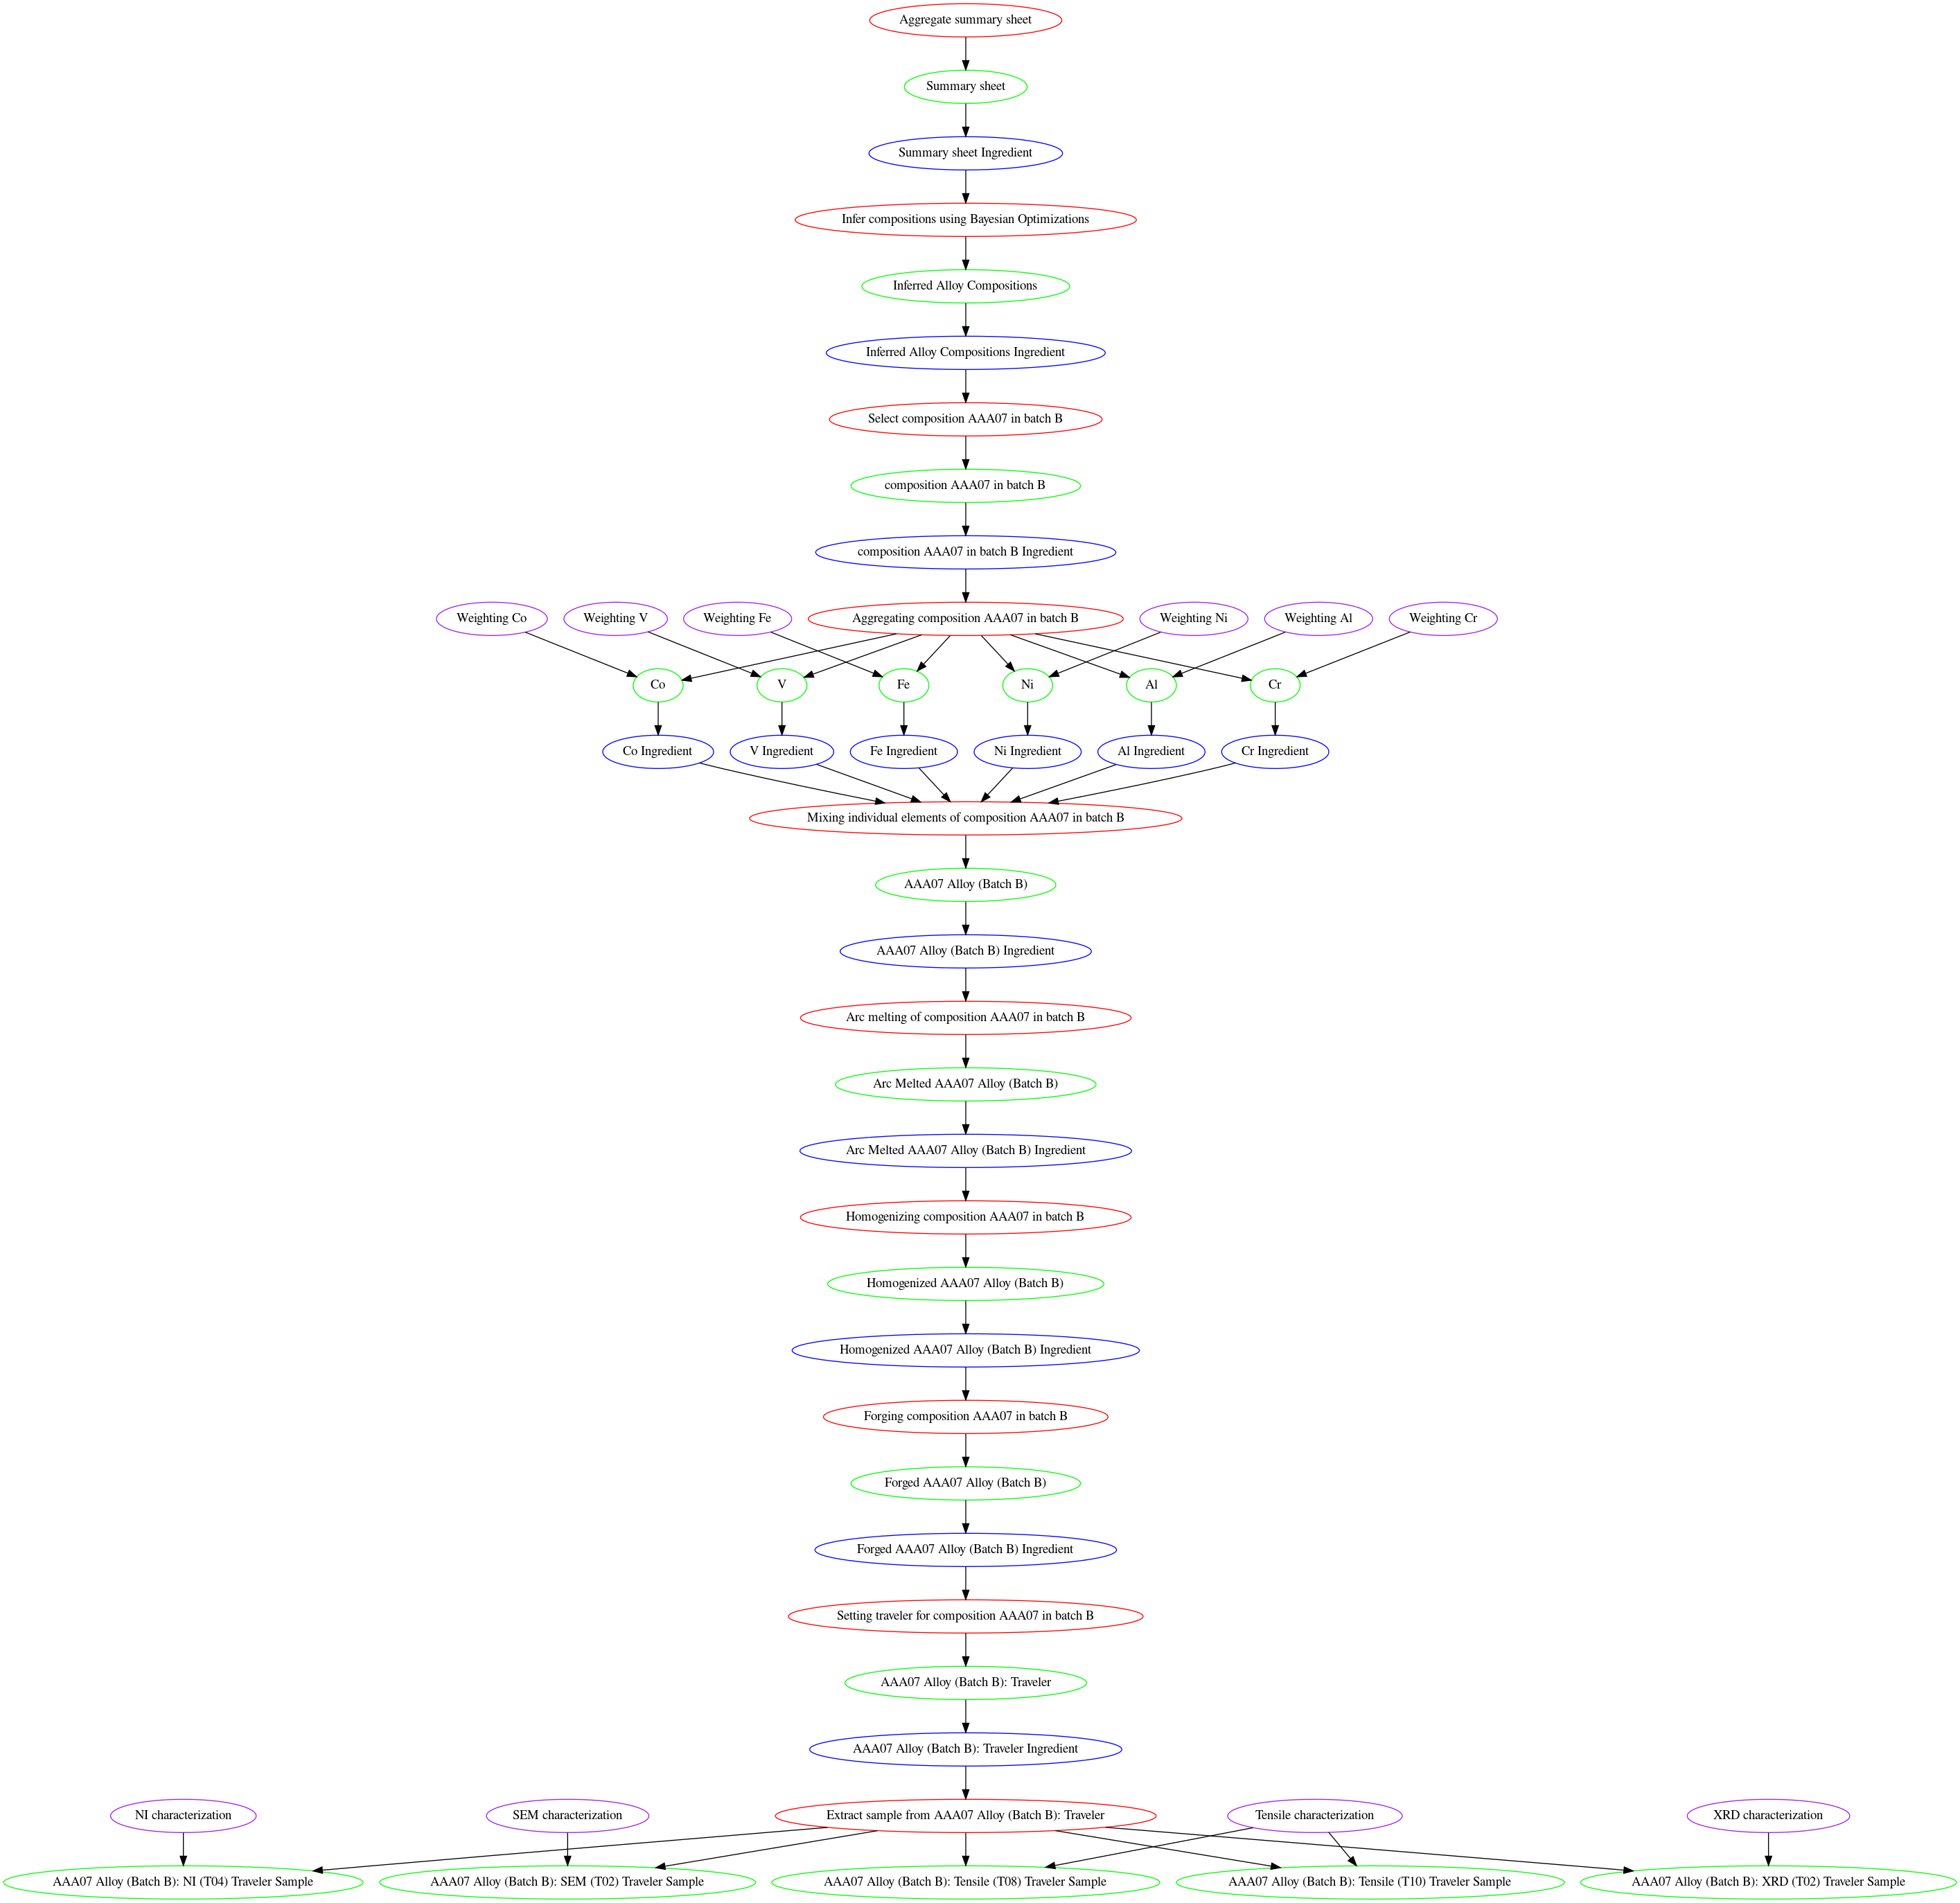 Aggregate summary sheet
Summary sheet
Summary sheet Ingredient
Infer compositions using Bayesian Optimizations
Inferred Alloy Compositions
Inferred Alloy Compositions Ingredient
Select composition AAA07 in batch B
composition AAA07 in batch B
composition AAA07 in batch B Ingredient
Weighting Co
Weighting V
Weighting Fe
Aggregating composition AAA07 in batch B
Weighting Ni
Weighting Al
Weighting Cr
Co
V
Fe
Ni
Al
Cr
Co Ingredient
V Ingredient
Fe Ingredient
Ni Ingredient
Al Ingredient
Cr Ingredient
Mixing individual elements of composition AAA07 in batch B
AAA07 Alloy (Batch B)
AAA07 Alloy (Batch B) Ingredient
Arc melting of composition AAA07 in batch B
Arc Melted AAA07 Alloy (Batch B)
Arc Melted AAA07 Alloy (Batch B) Ingredient
Homogenizing composition AAA07 in batch B
Homogenized AAA07 Alloy (Batch B)
Homogenized AAA07 Alloy (Batch B) Ingredient
Forging composition AAA07 in batch B
Forged AAA07 Alloy (Batch B)
Forged AAA07 Alloy (Batch B) Ingredient
Setting traveler for composition AAA07 in batch B
AAA07 Alloy (Batch B): Traveler
AAA07 Alloy (Batch B): Traveler Ingredient
NI characterization
SEM characterization
Extract sample from AAA07 Alloy (Batch B): Traveler
Tensile characterization
XRD characterization
AAA07 Alloy (Batch B): NI (T04) Traveler Sample
AAA07 Alloy (Batch B): SEM (T02) Traveler Sample
AAA07 Alloy (Batch B): Tensile (T08) Traveler Sample
AAA07 Alloy (Batch B): Tensile (T10) Traveler Sample
AAA07 Alloy (Batch B): XRD (T02) Traveler Sample